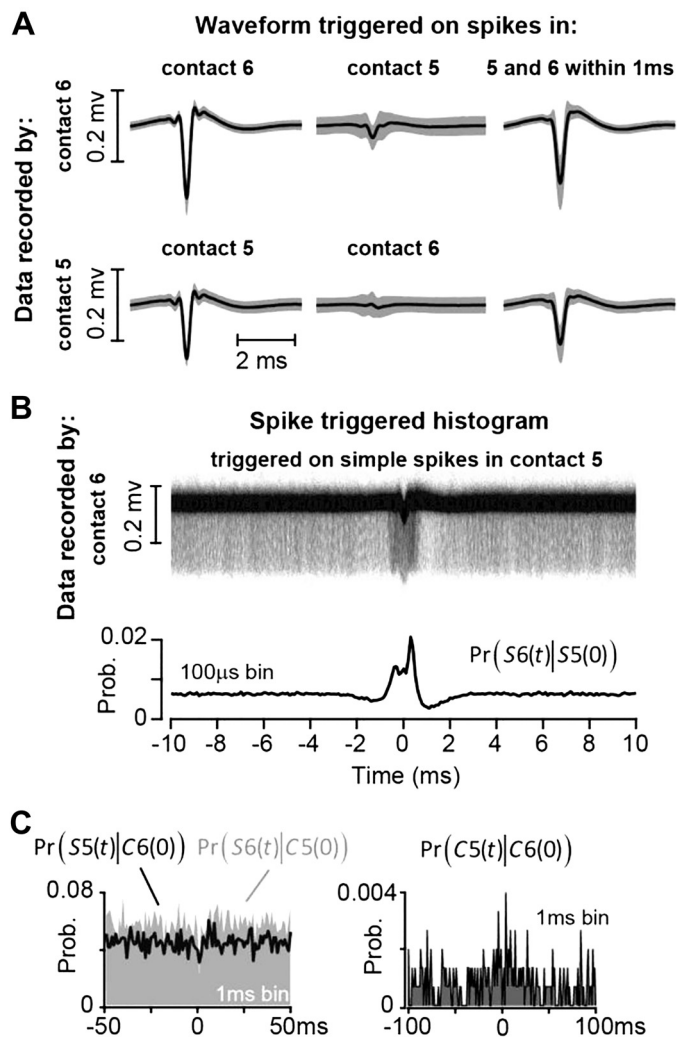 A
Waveform triggered on spikes in:
contact 6
contact 5
5 and 6 within 1ms
Data recorded by:
contact 6
0.2 mv
contact 5
contact 6
contact 5
0.2 mv
2 ms
B
Spike triggered histogram
triggered on simple spikes in contact 5
Data recorded by:
contact 6
0.2 mv
0.02
0
Prob.
100µs bin
Pr(S6(t)|S5(0))
-10 -8 -6 -4 -2 0 2 4 6 8 10
Time (ms)
C
Pr(S5(t)|C6(0))
Pr(S6(t)|C5(0))
0.08
0
Prob.
1ms bin
-50 0 50ms
Pr(C5(t)|C6(0))
0.004
0
Prob.
1ms bin
-100 0 100ms